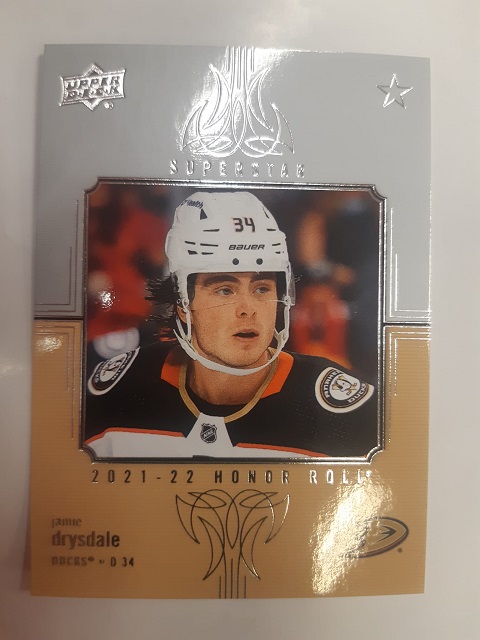 UPPER
DECK
SUPERSTAR
34
BAUER
2021-22 HONOR ROLL
jamie
drysdale
DUCKS® - D 34